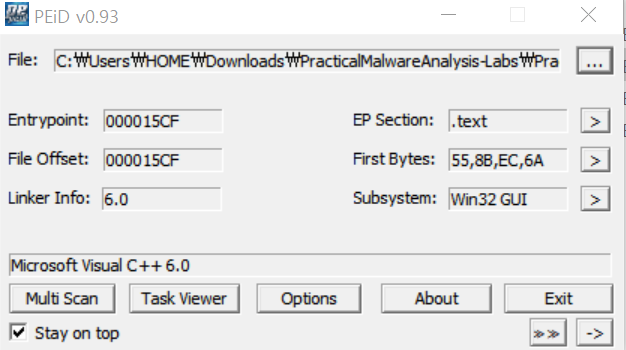 PEiD v0.93
File: C:₩Users₩HOME₩Downloads₩PracticalMalwareAnalysis-Labs₩Pra ...
Entrypoint: 000015CF EP Section: .text >
File Offset: 000015CF First Bytes: 55,8B,EC,6A >
Linker Info: 6.0 Subsystem: Win32 GUI >
Microsoft Visual C++ 6.0
Multi Scan Task Viewer Options About Exit
Stay on top >> ->